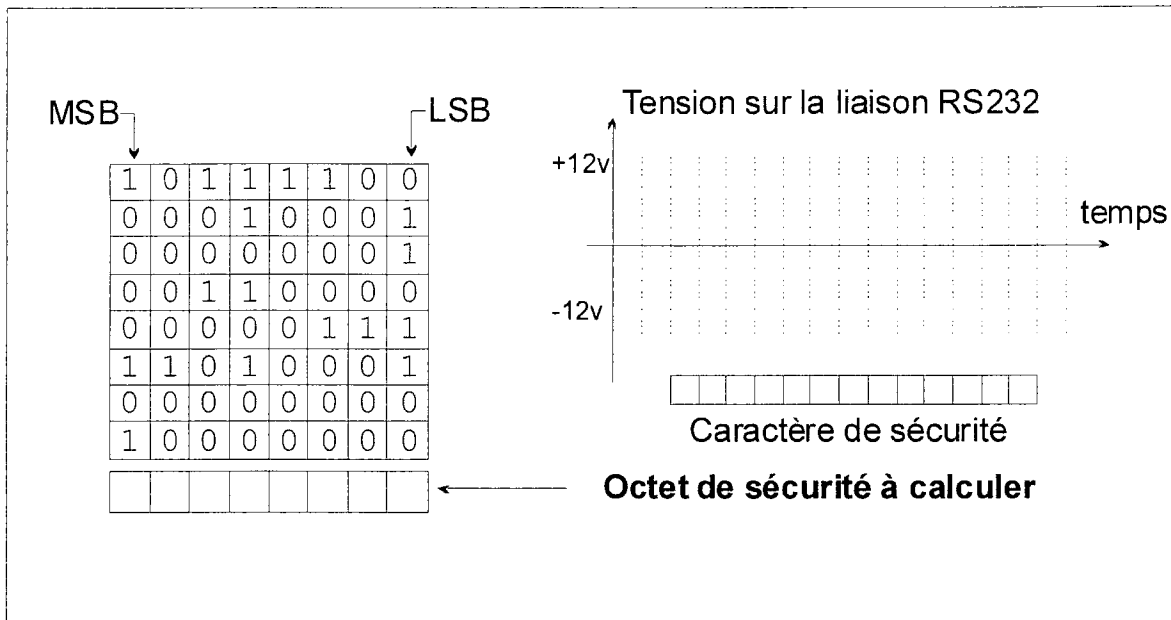 MSB
LSB
1 0 1 1 1 1 0 0
0 0 0 1 0 0 0 1
0 0 0 0 0 0 0 1
0 0 1 1 0 0 0 0
0 0 0 0 0 1 1 1
1 1 0 1 0 0 0 1
0 0 0 0 0 0 0 0
1 0 0 0 0 0 0 0
Tension sur la liaison RS232
+12v
temps
-12v
Caractère de sécurité
Octet de sécurité à calculer